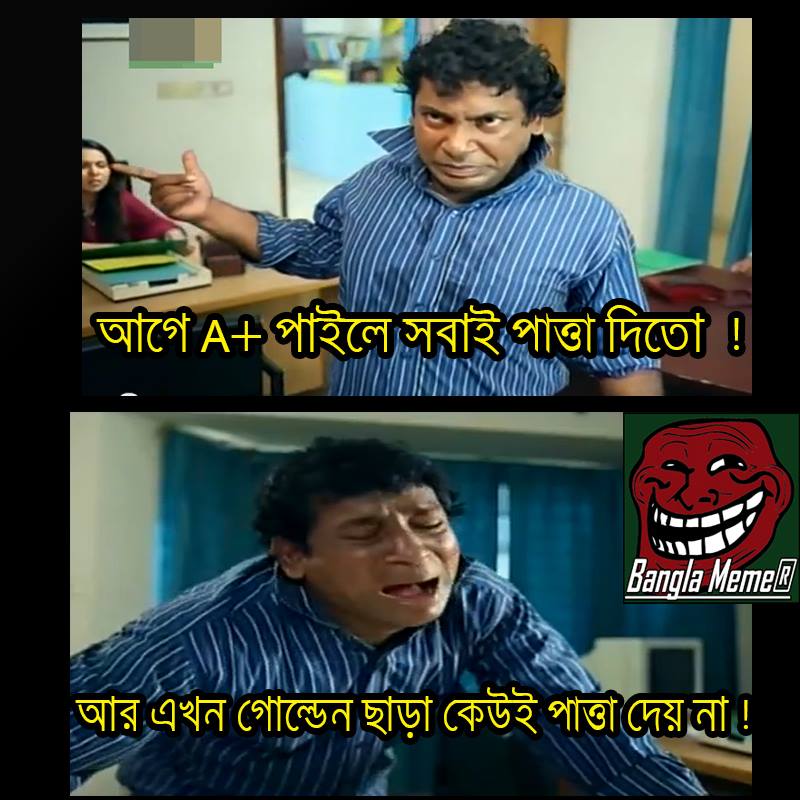 আগে A+ পাইলে সবাই পাত্তা দিতো !
Bangla Meme®
আর এখন গোল্ডেন ছাড়া কেউই পাত্তা দেয় না !